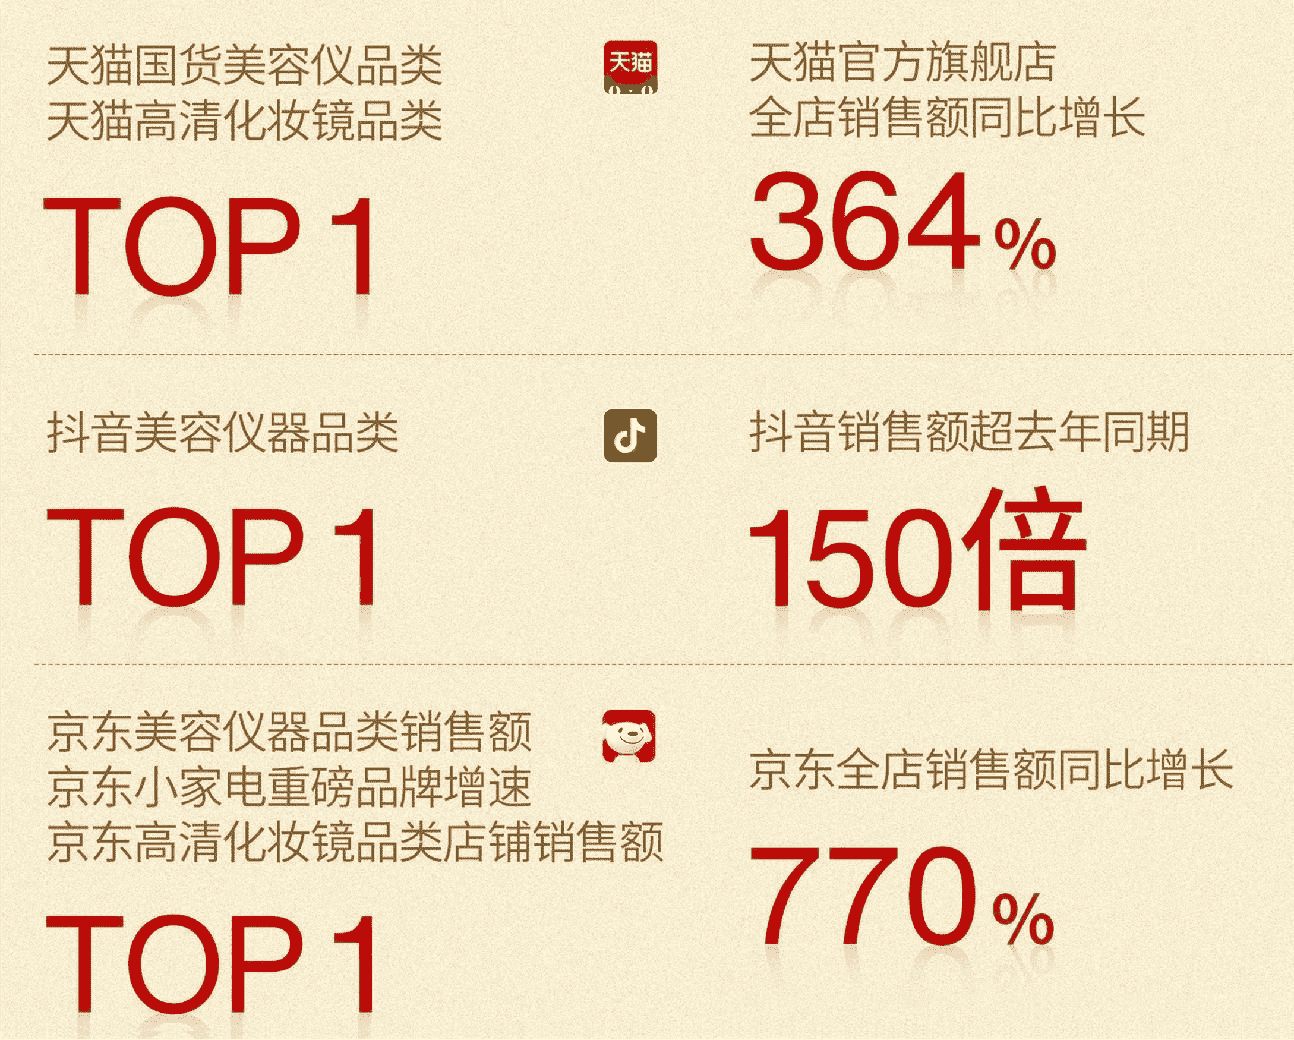 天猫国货美容仪品类
天猫高清化妆镜品类
TOP 1
天猫
天猫官方旗舰店
全店销售额同比增长
364%
抖音美容仪器品类
TOP 1
抖音销售额超去年同期
150倍
京东美容仪器品类销售额
京东小家电重磅品牌增速
京东高清化妆镜品类店铺销售额
TOP 1
京东全店销售额同比增长
770%